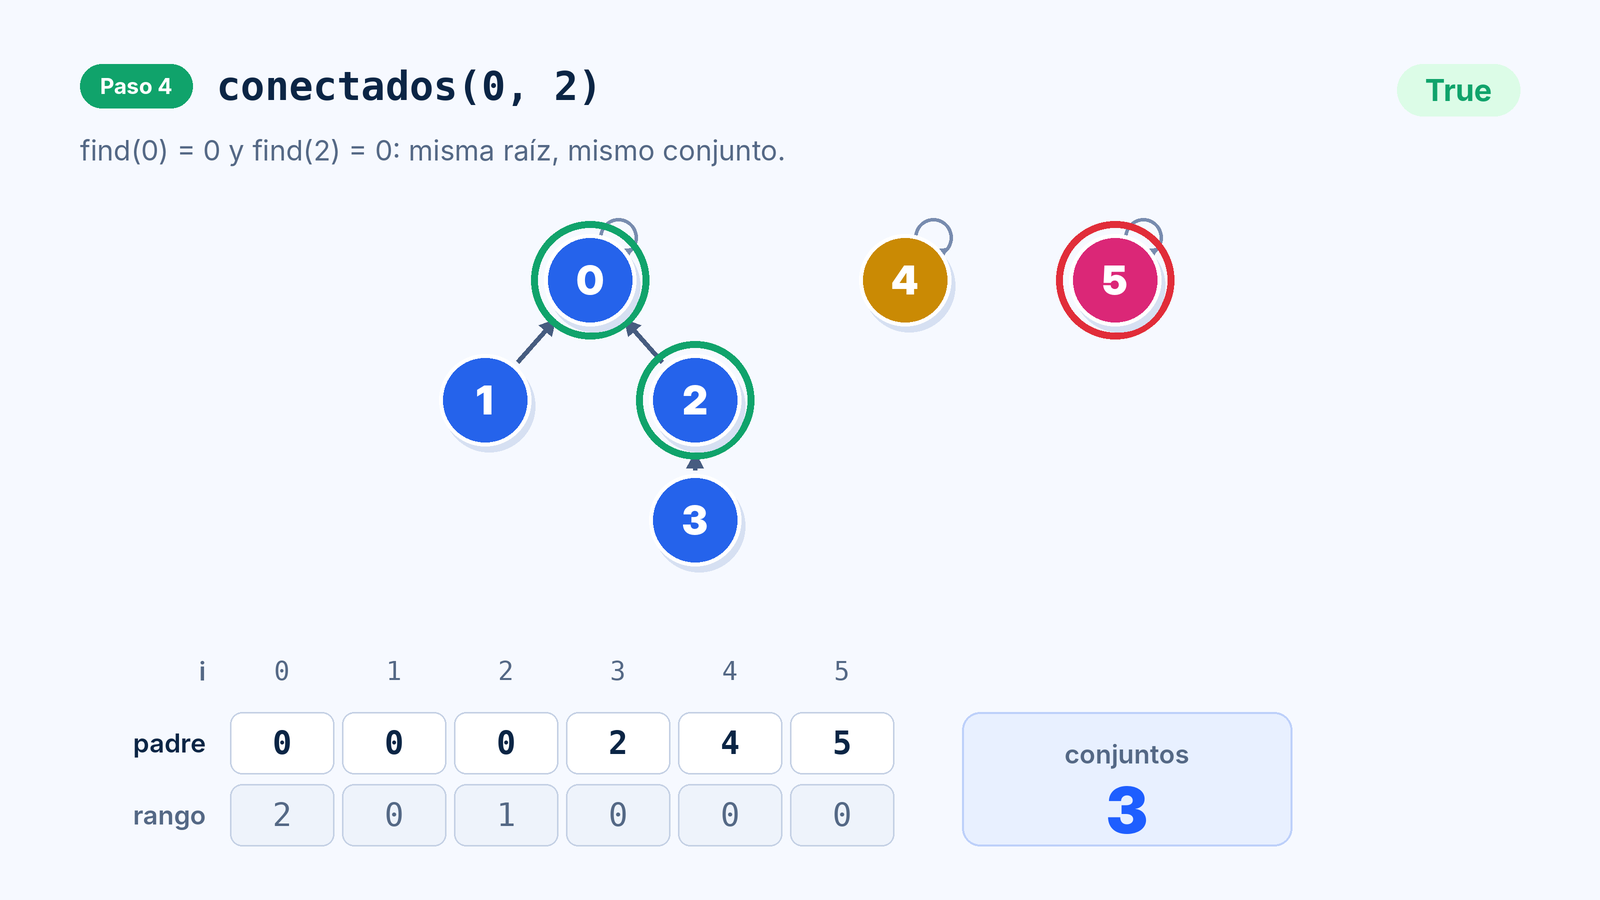 Paso 4 conectados(0, 2) True
find(0) = 0 y find(2) = 0: misma raíz, mismo conjunto.
0 4 5
1 2
3
i 0 1 2 3 4 5
padre 0 0 0 2 4 5
rango 2 0 1 0 0 0
conjuntos
3